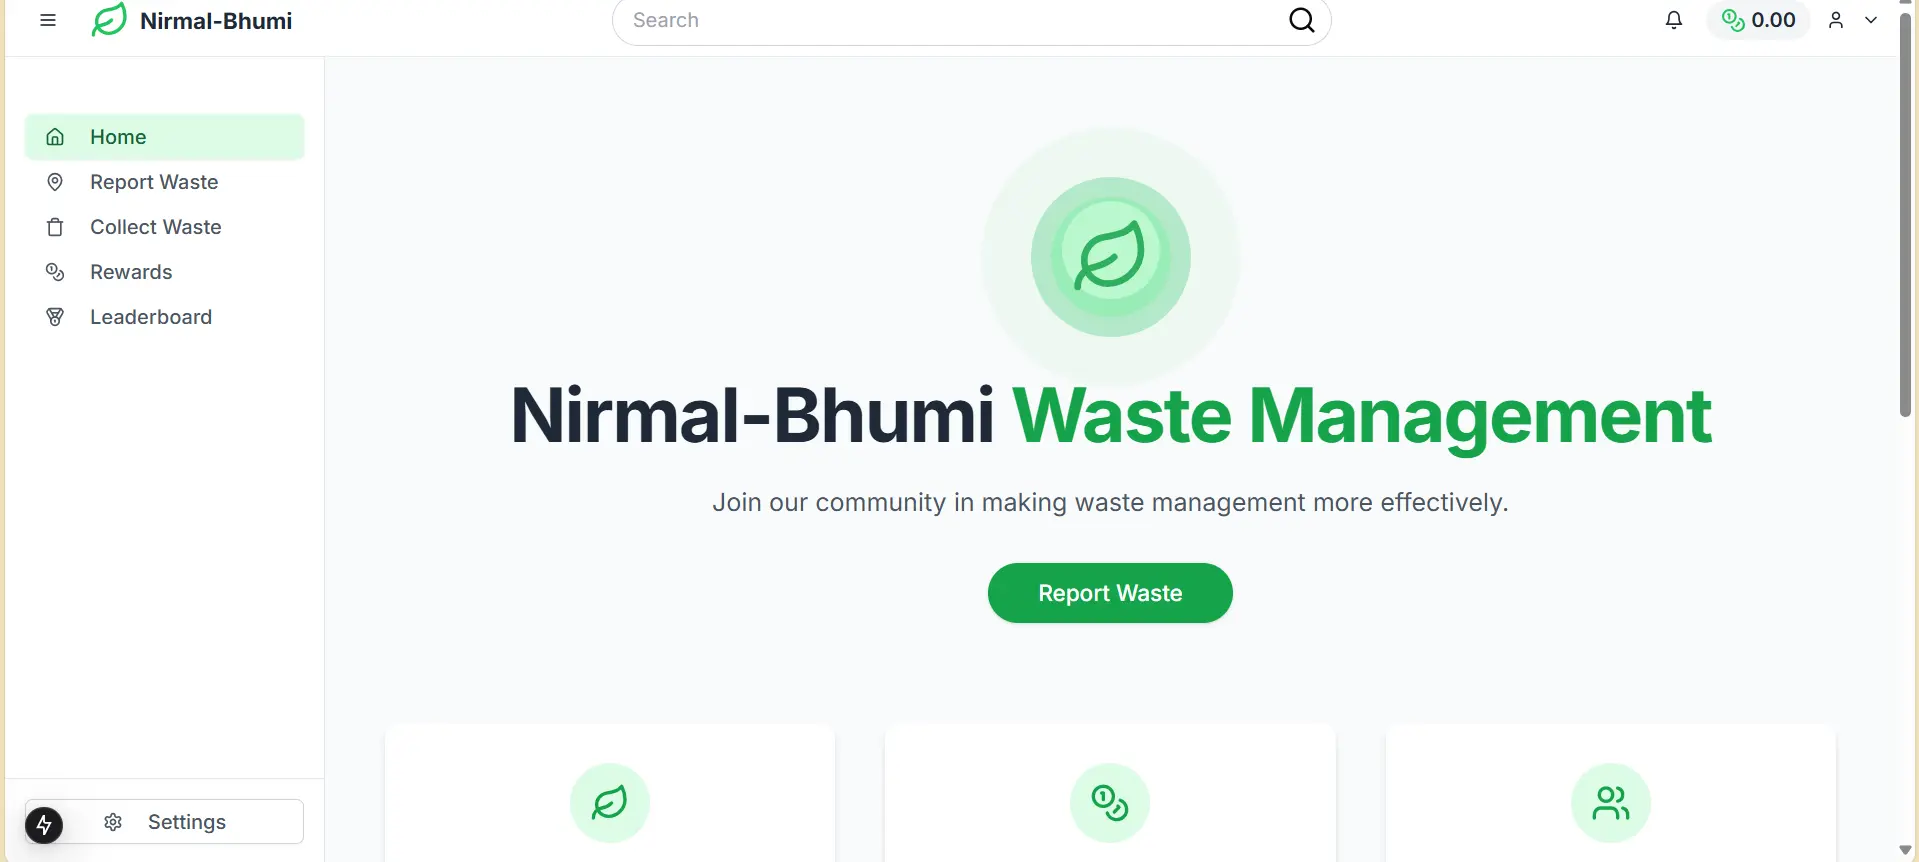 Nirmal-Bhumi
Search
0.00
Home
Report Waste
Collect Waste
Rewards
Leaderboard
Nirmal-Bhumi Waste Management
Join our community in making waste management more effectively.
Report Waste
Settings